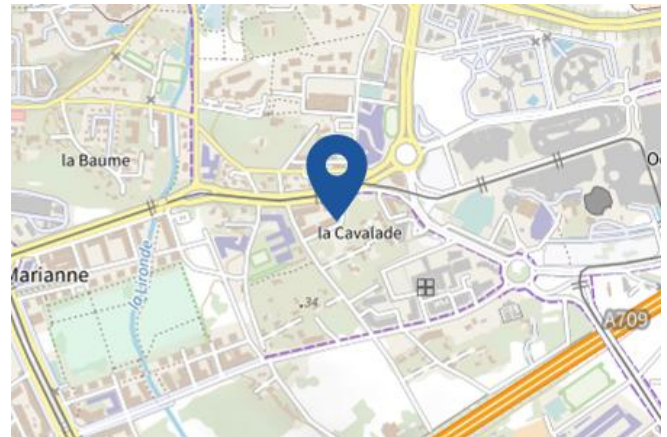 la Baume
Od
la Cavalade
Marianne
la Lironde
.34
A709